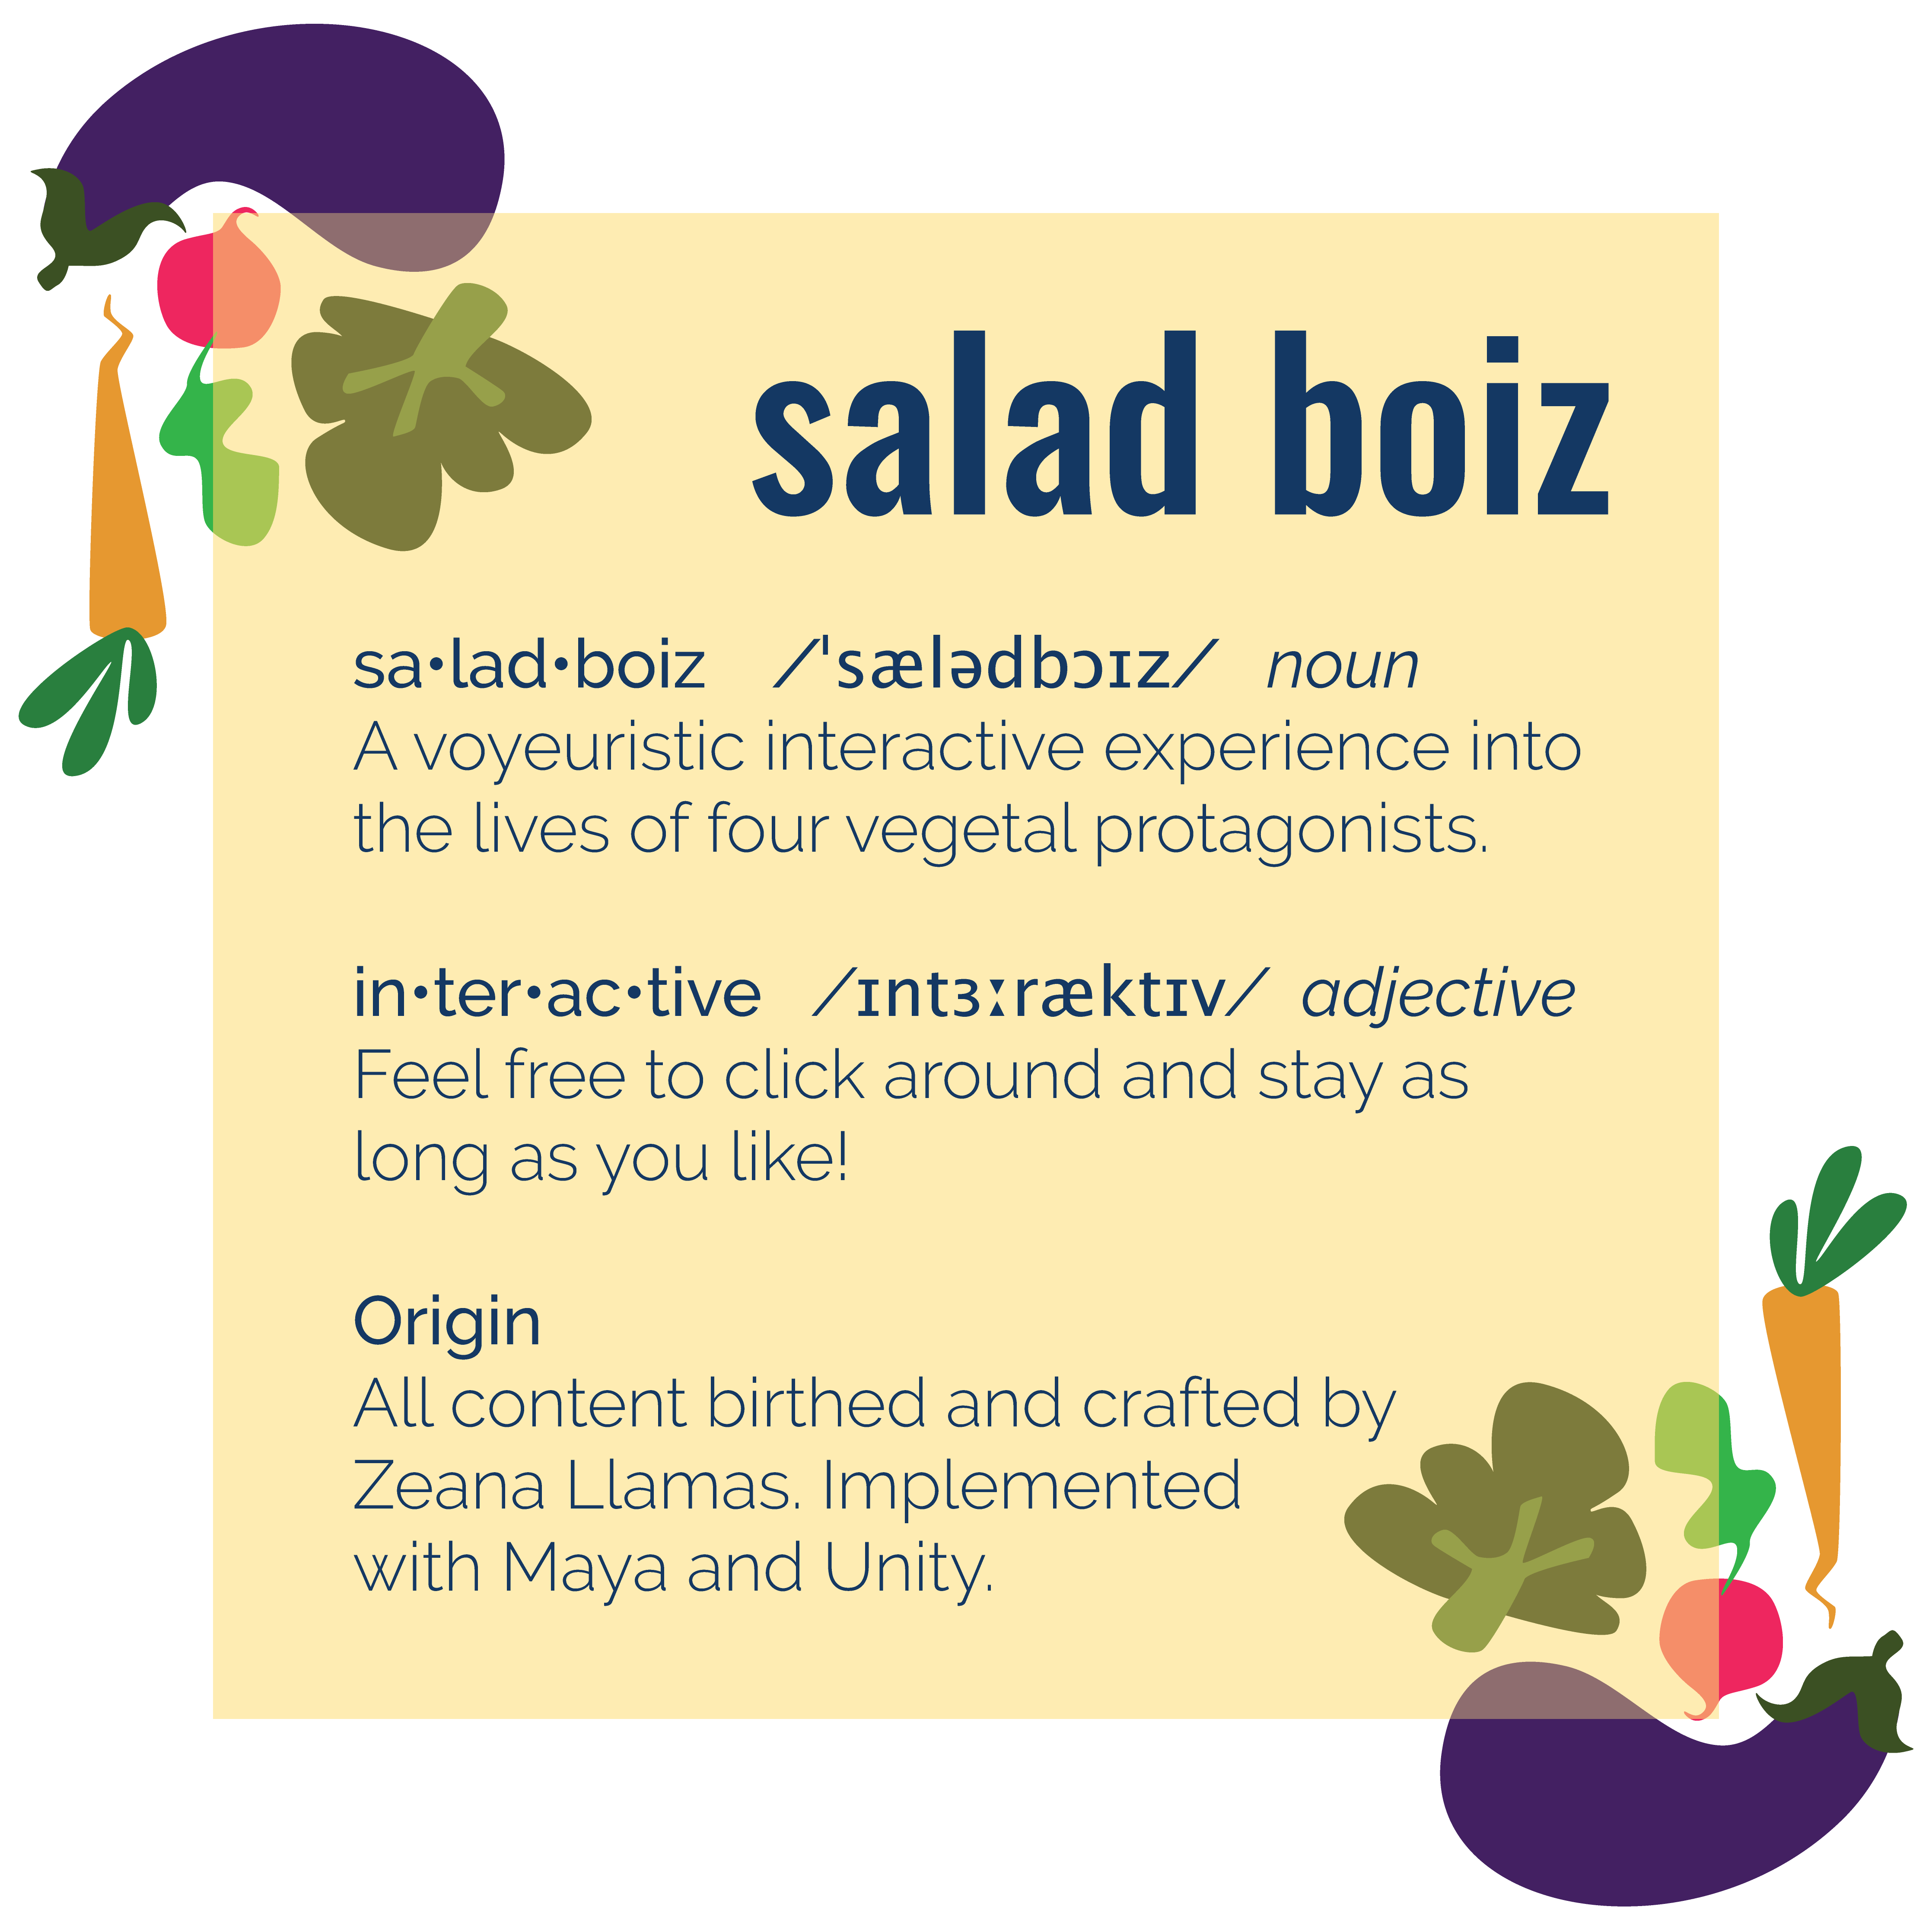 salad boiz
sa•lad•boiz /ˈsælədbɔɪz/ noun
A voyeuristic interactive experience into
the lives of four vegetal protagonists.
in•ter•ac•tive /ɪntɜːræktɪv/ adjective
Feel free to click around and stay as
long as you like!
Origin
All content birthed and crafted by
Zeana Llamas. Implemented
with Maya and Unity.